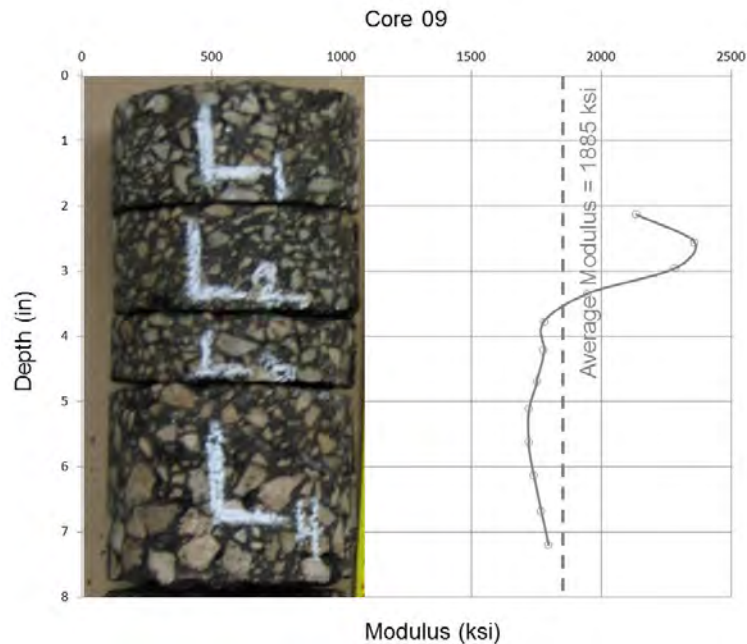 Core 09
0 500 1000 1500 2000 2500
0
1
2
3
4
5
6
7
8
Depth (in)
L1
L2
L3
L4
Average Modulus = 1885 ksi
Modulus (ksi)